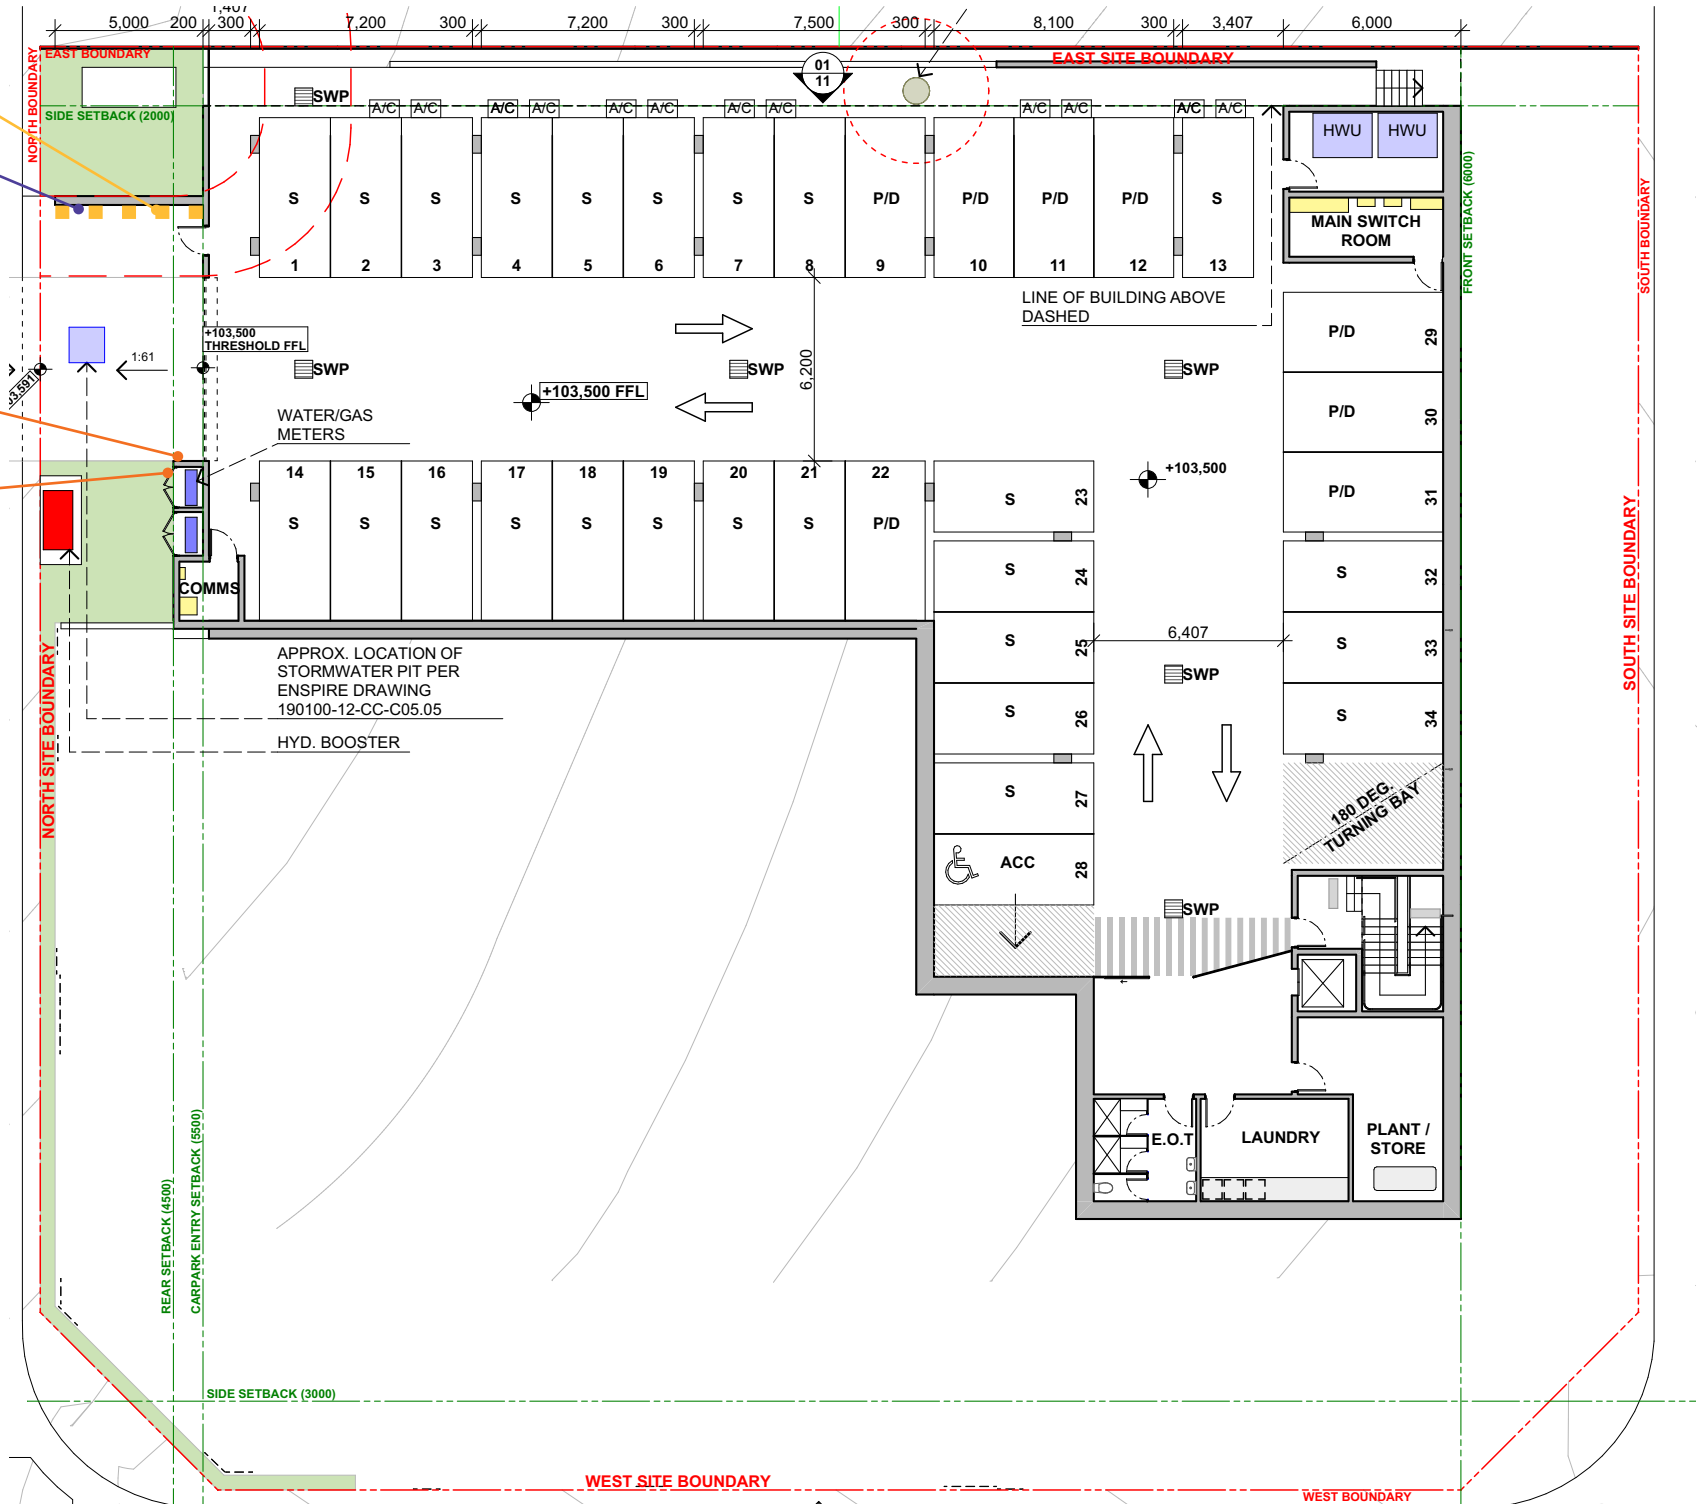 1,407
5,000 200 300 7,200 300 7,200 300 7,500 300 8,100 300 3,407 6,000
EAST BOUNDARY
EAST SITE BOUNDARY
NORTH BOUNDARY
01
11
SWP
A/C A/C A/C A/C A/C A/C A/C A/C A/C A/C A/C A/C
SIDE SETBACK (2000)
HWU HWU
FRONT SETBACK (6000)
SOUTH BOUNDARY
S S S S S S S S P/D P/D P/D P/D S
MAIN SWITCH
ROOM
1 2 3 4 5 6 7 8 9 10 11 12 13
LINE OF BUILDING ABOVE
DASHED
+103,500
THRESHOLD FFL
1:61
SWP
SWP
6,200
SWP
+103,500 FFL
P/D 29
P/D 30
P/D 31
WATER/GAS
METERS
14 15 16 17 18 19 20 21 22
S S S S S S S S P/D
+103,500
S 23
S 24
S 25
S 26
S 27
ACC 28
S 32
S 33
S 34
COMMS
6,407
SWP
APPROX. LOCATION OF
STORMWATER PIT PER
ENSPIRE DRAWING
190100-12-CC-C05.05
HYD. BOOSTER
NORTH SITE BOUNDARY
SOUTH SITE BOUNDARY
180 DEG.
TURNING BAY
SWP
E.O.T
LAUNDRY
PLANT /
STORE
REAR SETBACK (4500)
CARPARK ENTRY SETBACK (5500)
SIDE SETBACK (3000)
WEST SITE BOUNDARY
WEST BOUNDARY